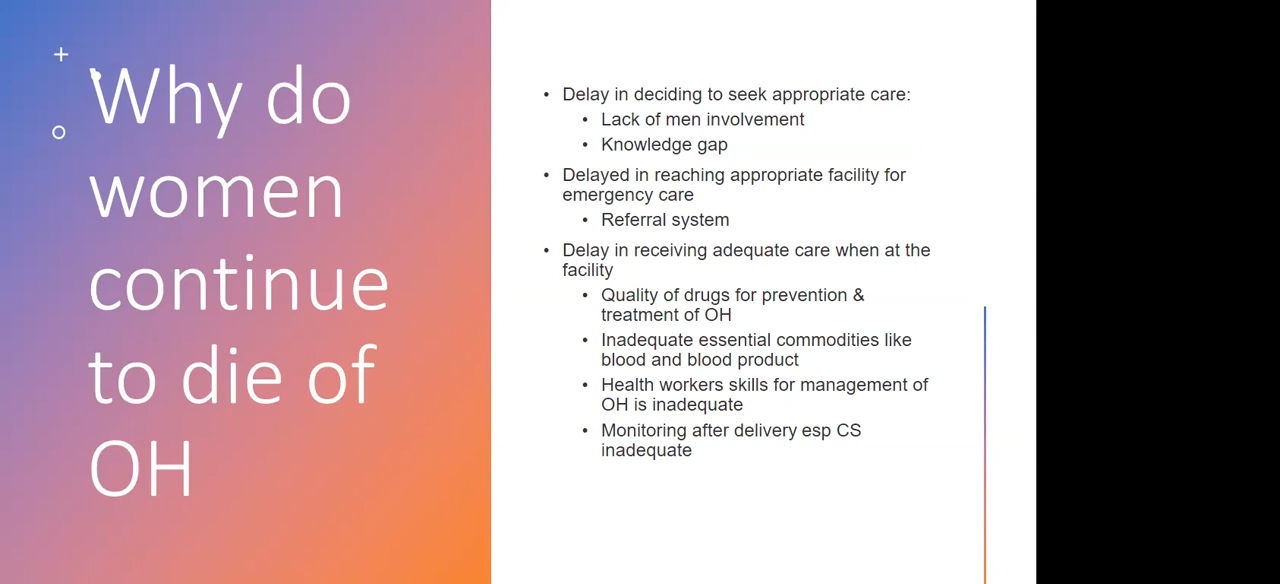 Why do
women
continue
to die of
OH
• Delay in deciding to seek appropriate care:
• Lack of men involvement
• Knowledge gap
• Delayed in reaching appropriate facility for
emergency care
• Referral system
• Delay in receiving adequate care when at the
facility
• Quality of drugs for prevention &
treatment of OH
• Inadequate essential commodities like
blood and blood product
• Health workers skills for management of
OH is inadequate
• Monitoring after delivery esp CS
inadequate